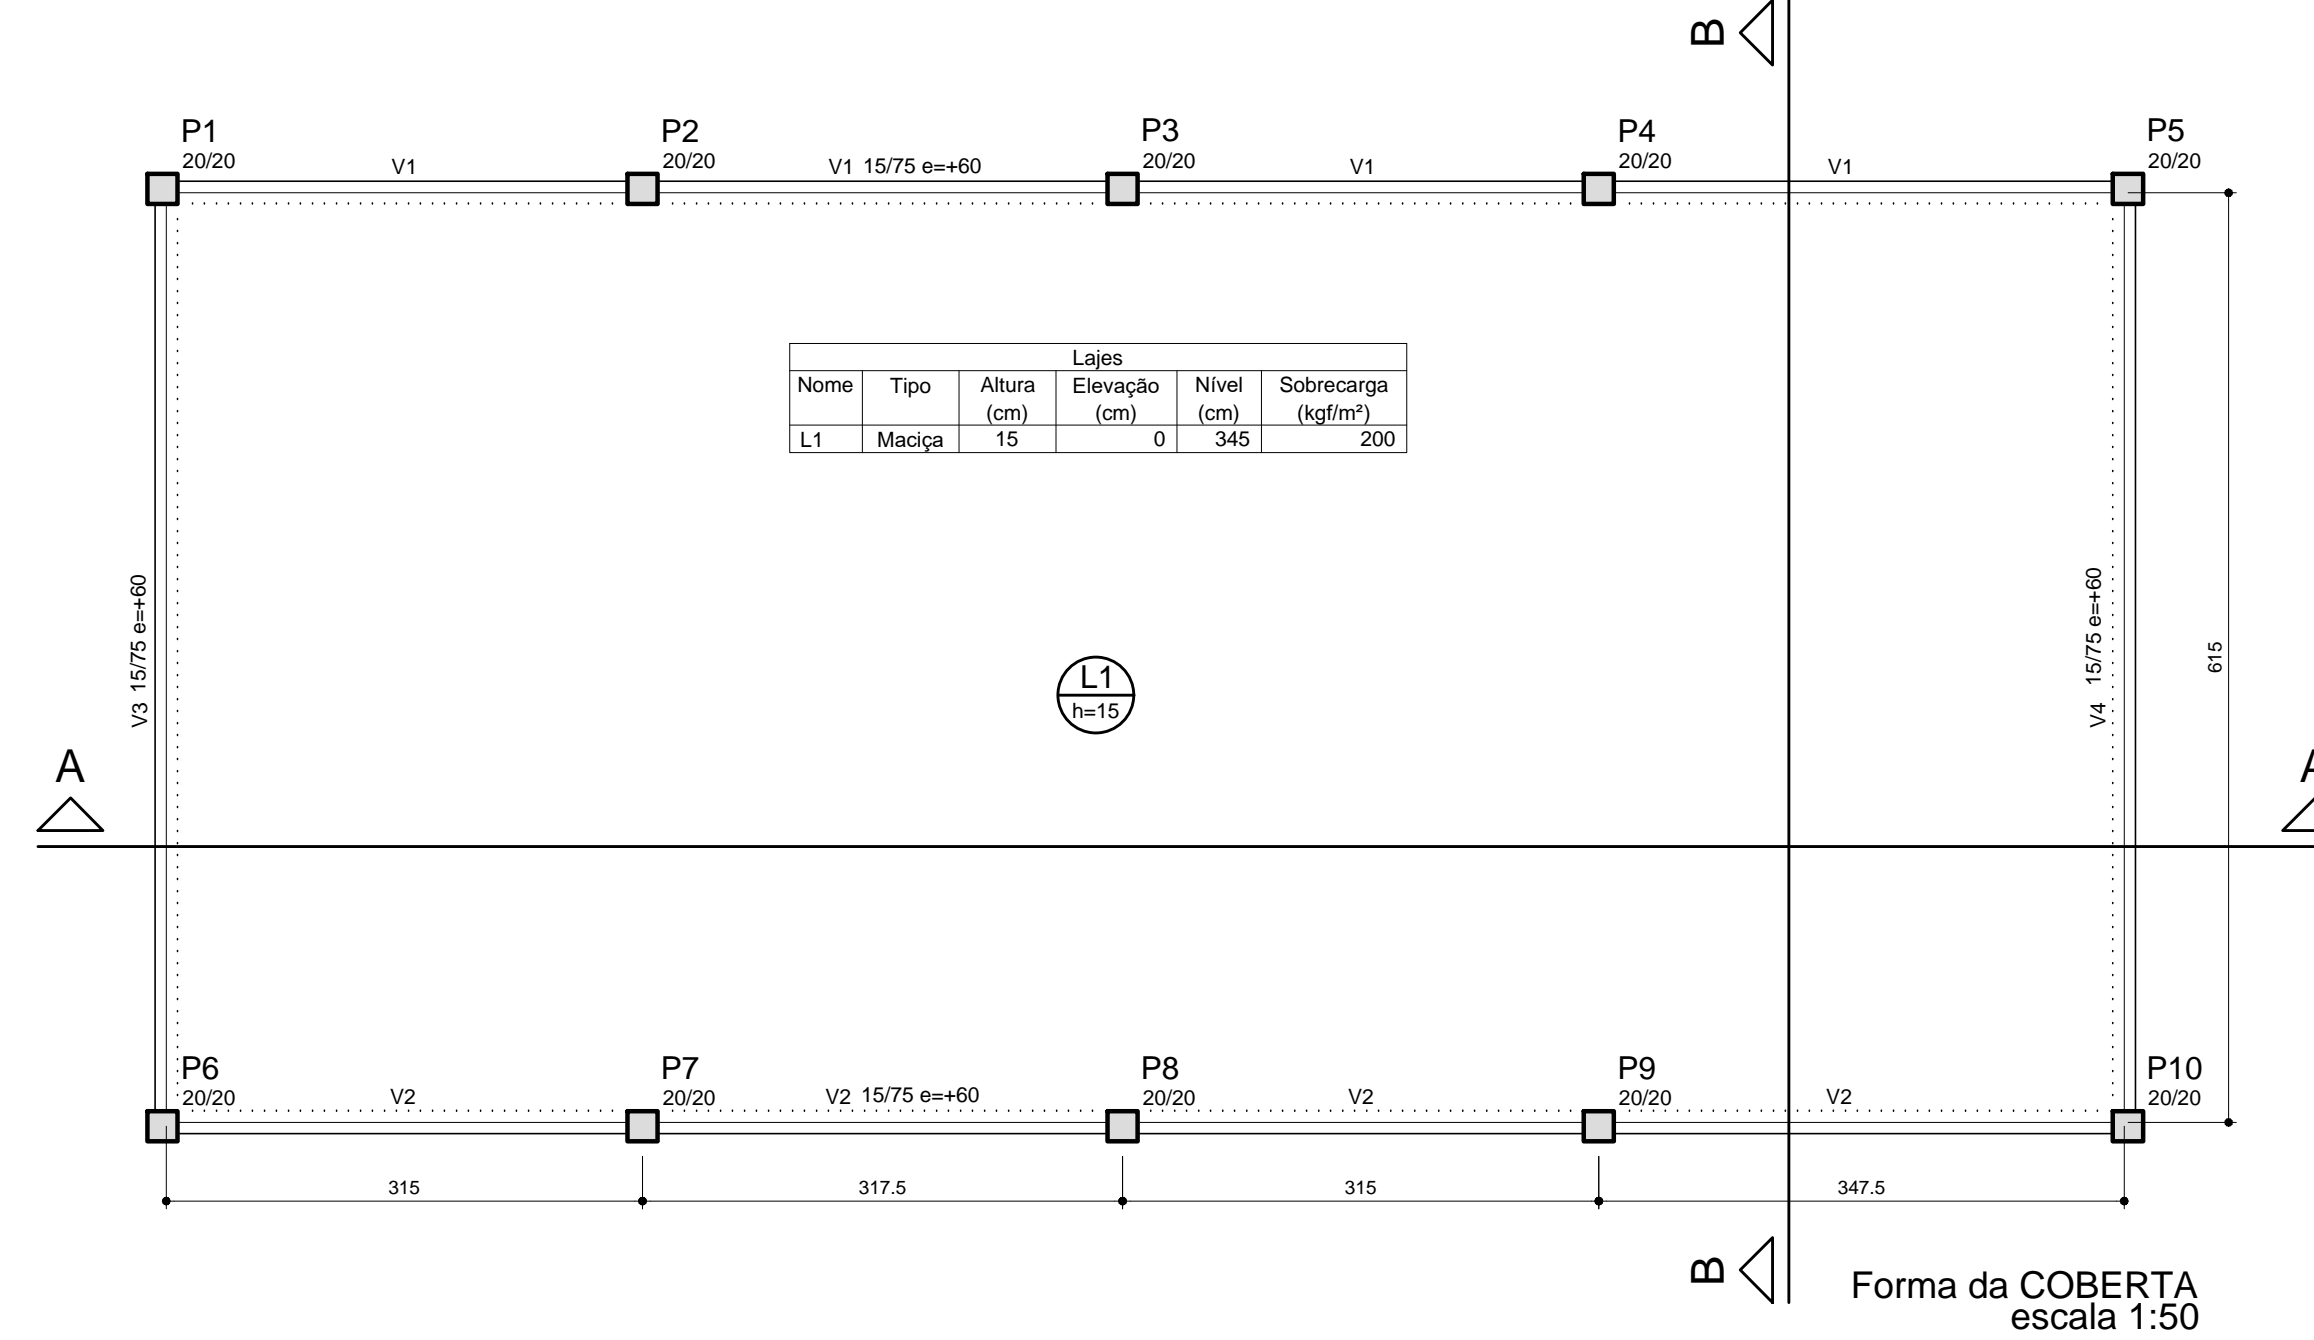 B
P1
20/20
V1
P2
20/20
V1 15/75 e=+60
P3
20/20
V1
P4
20/20
V1
P5
20/20
Lajes
Nome Tipo Altura (cm) Elevação (cm) Nível (cm) Sobrecarga (kgf/m²)
L1 Maciça 15 0 345 200
V3 15/75 e=+60
L1
h=15
V4 15/75 e=+60
615
A
A
P6
20/20
V2
P7
20/20
V2 15/75 e=+60
P8
20/20
V2
P9
20/20
V2
P10
20/20
315
317.5
315
347.5
B
Forma da COBERTA
escala 1:50